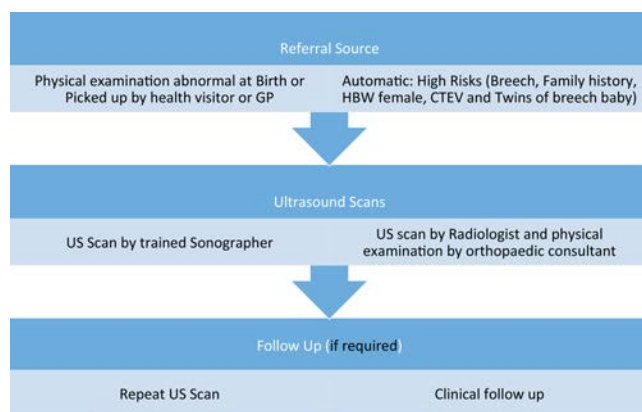 Referral Source
Physical examination abnormal at Birth or
Picked up by health visitor or GP
Automatic: High Risks (Breech, Family history,
HBW female, CTEV and Twins of breech baby)
Ultrasound Scans
US Scan by trained Sonographer
US scan by Radiologist and physical
examination by orthopaedic consultant
Follow Up (if required)
Repeat US Scan
Clinical follow up